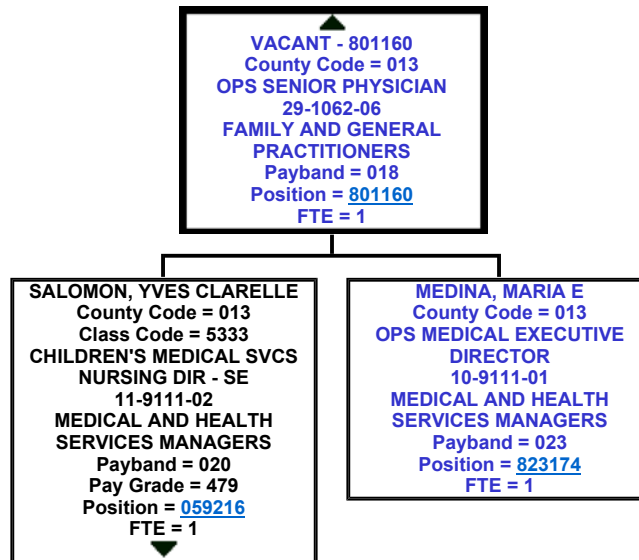 VACANT - 801160
County Code = 013
OPS SENIOR PHYSICIAN
29-1062-06
FAMILY AND GENERAL
PRACTITIONERS
Payband = 018
Position = 801160
FTE = 1
SALOMON, YVES CLARELLE
County Code = 013
Class Code = 5333
CHILDREN'S MEDICAL SVCS
NURSING DIR - SE
11-9111-02
MEDICAL AND HEALTH
SERVICES MANAGERS
Payband = 020
Pay Grade = 479
Position = 059216
FTE = 1
MEDINA, MARIA E
County Code = 013
OPS MEDICAL EXECUTIVE
DIRECTOR
10-9111-01
MEDICAL AND HEALTH
SERVICES MANAGERS
Payband = 023
Position = 823174
FTE = 1